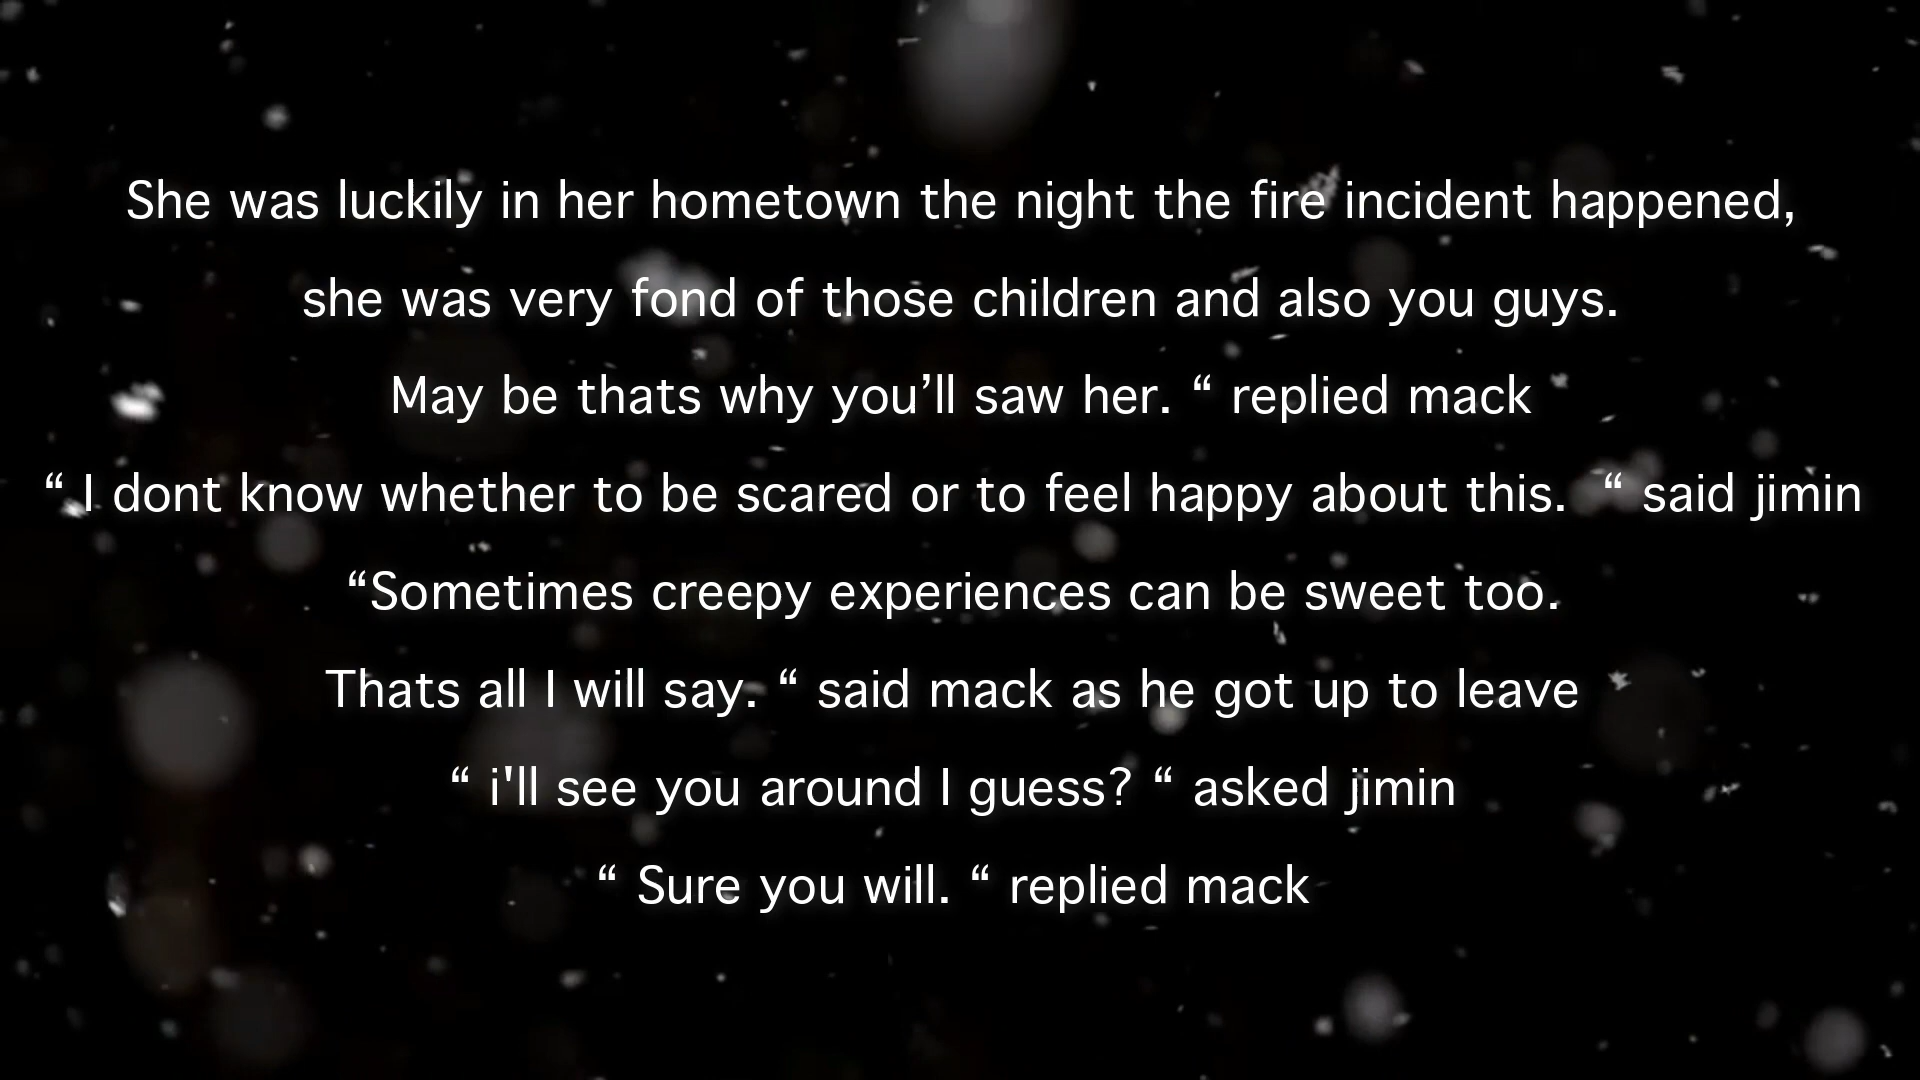 She was luckily in her hometown the night the fire incident happened,
she was very fond of those children and also you guys.
May be thats why you’ll saw her. “ replied mack
“ I dont know whether to be scared or to feel happy about this.  “ said jimin
“Sometimes creepy experiences can be sweet too.
Thats all I will say. “ said mack as he got up to leave
“ i'll see you around I guess? “ asked jimin
“ Sure you will. “ replied mack